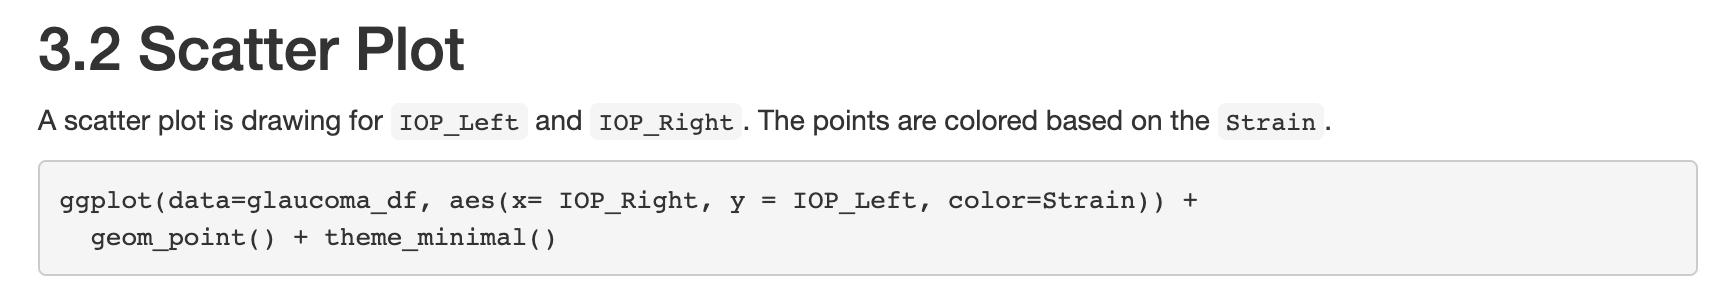 3.2 Scatter Plot
A scatter plot is drawing for IOP_Left and IOP_Right. The points are colored based on the Strain.
ggplot(data=glaucoma_df, aes(x= IOP_Right, y = IOP_Left, color=Strain)) +
  geom_point() + theme_minimal()